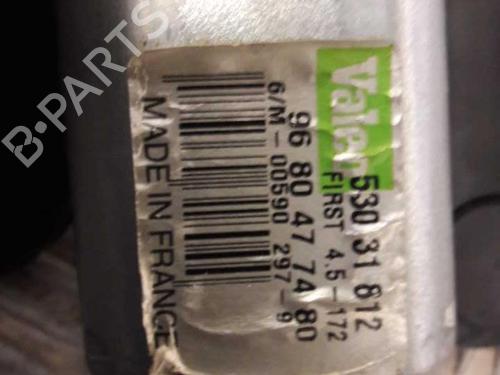 Valeo
530 31 812
FIRST 4.5-172
96 80 47 74 80
6/M-00590 297-9
MADE IN FRANCE
B-PARTS